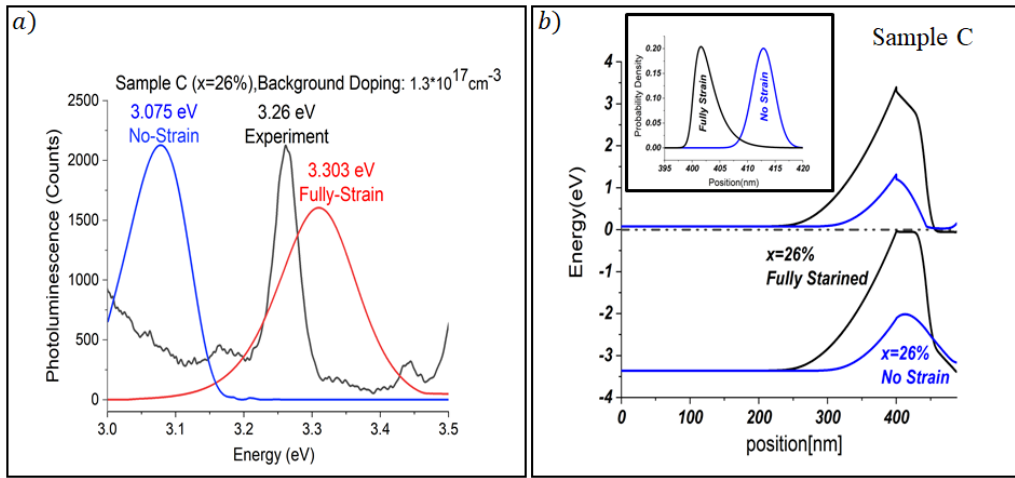 a)
Sample C (x=26%),Background Doping: 1.3*10^17cm^-3
2500
2000
1500
1000
500
0
Photoluminescence (Counts)
3.075 eV
No-Strain
3.26 eV
Experiment
3.303 eV
Fully-Strain
3.0
3.1
3.2
3.3
3.4
3.5
Energy (eV)
b)
Sample C
4
3
2
1
0
-1
-2
-3
-4
Energy(eV)
0.20
0.15
0.10
0.05
0.00
Probability Density
Fully Strain
No Strain
395
400
405
410
415
420
Position(nm)
x=26%
Fully Starined
x=26%
No Strain
0
100
200
300
400
position[nm]